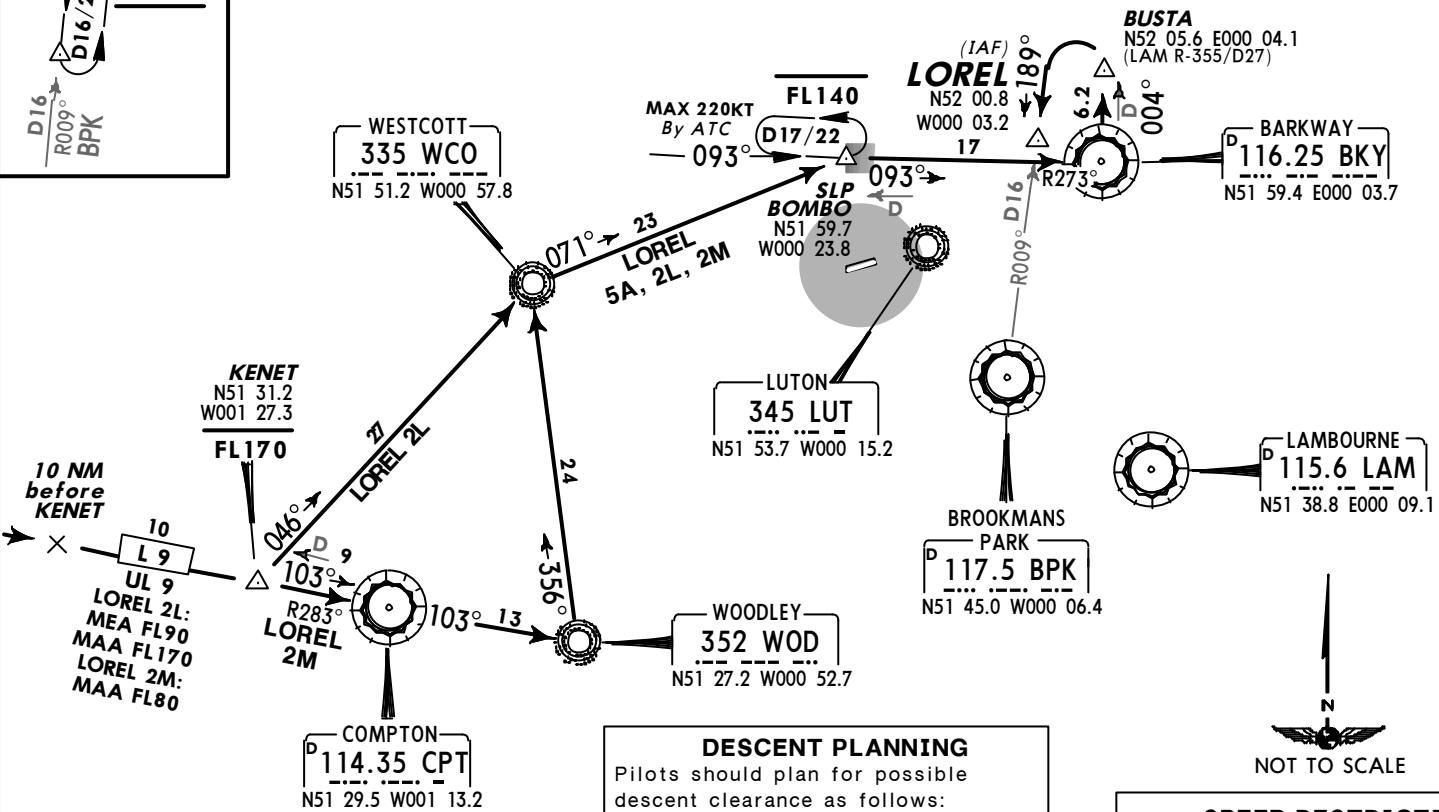 D16/2
D16
R009°
BPK
WESTCOTT
335 WCO
N51 51.2 W000 57.8
MAX 220KT
By ATC
093°
FL140
D17/22
SLP
BOMBO
N51 59.7
W000 23.8
093°
D
17
R273°
(IAF)
LOREL
N52 00.8
W000 03.2
189°
BUSTA
N52 05.6 E000 04.1
(LAM R-355/D27)
6.2
D
004°
BARKWAY
D 116.25 BKY
N51 59.4 E000 03.7
D16
R009°
071°
23
LOREL
5A, 2L, 2M
LUTON
345 LUT
N51 53.7 W000 15.2
KENET
N51 31.2
W001 27.3
FL170
27
LOREL 2L
046°
10 NM
before
KENET
10
L 9
UL 9
LOREL 2L:
MEA FL90
MAA FL170
LOREL 2M:
MAA FL80
D 9
103°
R283°
LOREL
2M
103°
13
24
356°
COMPTON
D 114.35 CPT
N51 29.5 W001 13.2
WOODLEY
352 WOD
N51 27.2 W000 52.7
BROOKMANS
PARK
D 117.5 BPK
N51 45.0 W000 06.4
LAMBOURNE
D 115.6 LAM
N51 38.8 E000 09.1
N
NOT TO SCALE
DESCENT PLANNING
Pilots should plan for possible
descent clearance as follows: